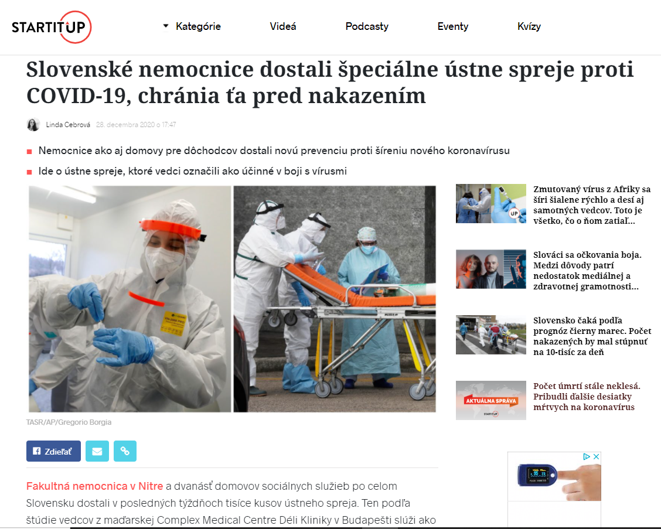 STARTITUP
Kategórie
Videá
Podcasty
Eventy
Kvízy
Slovenské nemocnice dostali špeciálne ústne spreje proti
COVID-19, chránia ťa pred nakazením
Linda Cebrová 28. decembra 2020 o 17:47
Nemocnice ako aj domovy pre dôchodcov dostali novú prevenciu proti šíreniu nového koronavírusu
Ide o ústne spreje, ktoré vedci označili ako účinné v boji s vírusmi
TASR/AP/Gregorio Borgia
Zdieľať
Fakultná nemocnica v Nitre a dvanásť domovov sociálnych služieb po celom
Slovensku dostali v posledných týždňoch tisíce kusov ústneho spreja. Ten podľa
štúdie vedcov z maďarskej Complex Medical Centre Déli Kliniky v Budapešti slúži ako
Zmutovaný vírus z Afriky sa
šíri šialene rýchlo a desí aj
samotných vedcov. Toto je
všetko, čo o ňom zatiaľ...
UP
Slováci sa očkovania boja.
Medzi dôvody patrí
nedostatok mediálnej a
zdravotnej gramotnosti...
Slovensko čaká podľa
prognóz čierny marec. Počet
nakazených by mal stúpnuť
na 10-tisíc za deň
AKTUÁLNA SPRÁVA
Počet úmrtí stále neklesá.
Pribudli ďalšie desiatky
mŕtvych na koronavírus